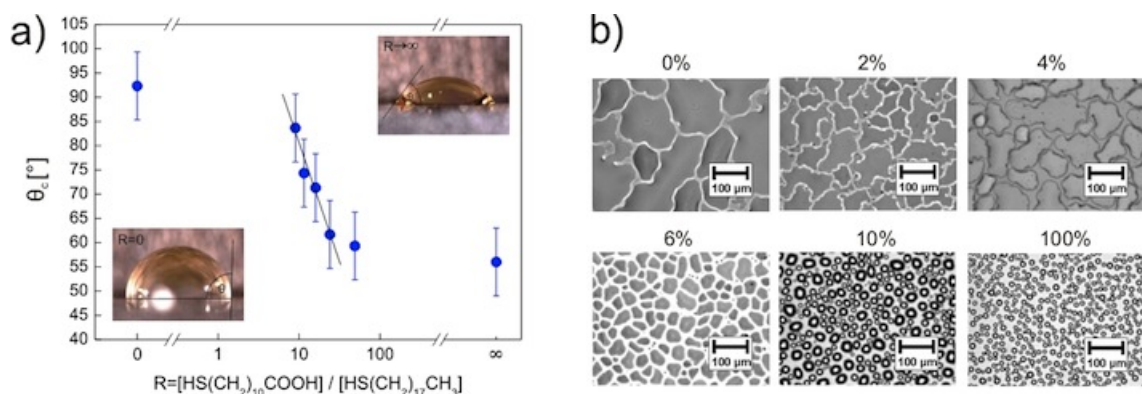 a)
105
100
95
90
85
80
75
70
65
60
55
50
45
40
θc[°]
R→∞
R=0
θ
0
1
10
100
∞
R=[HS(CH2)10COOH] / [HS(CH2)17CH3]
b)
0%
2%
4%
100 µm
100 µm
100 µm
6%
10%
100%
100 µm
100 µm
100 µm